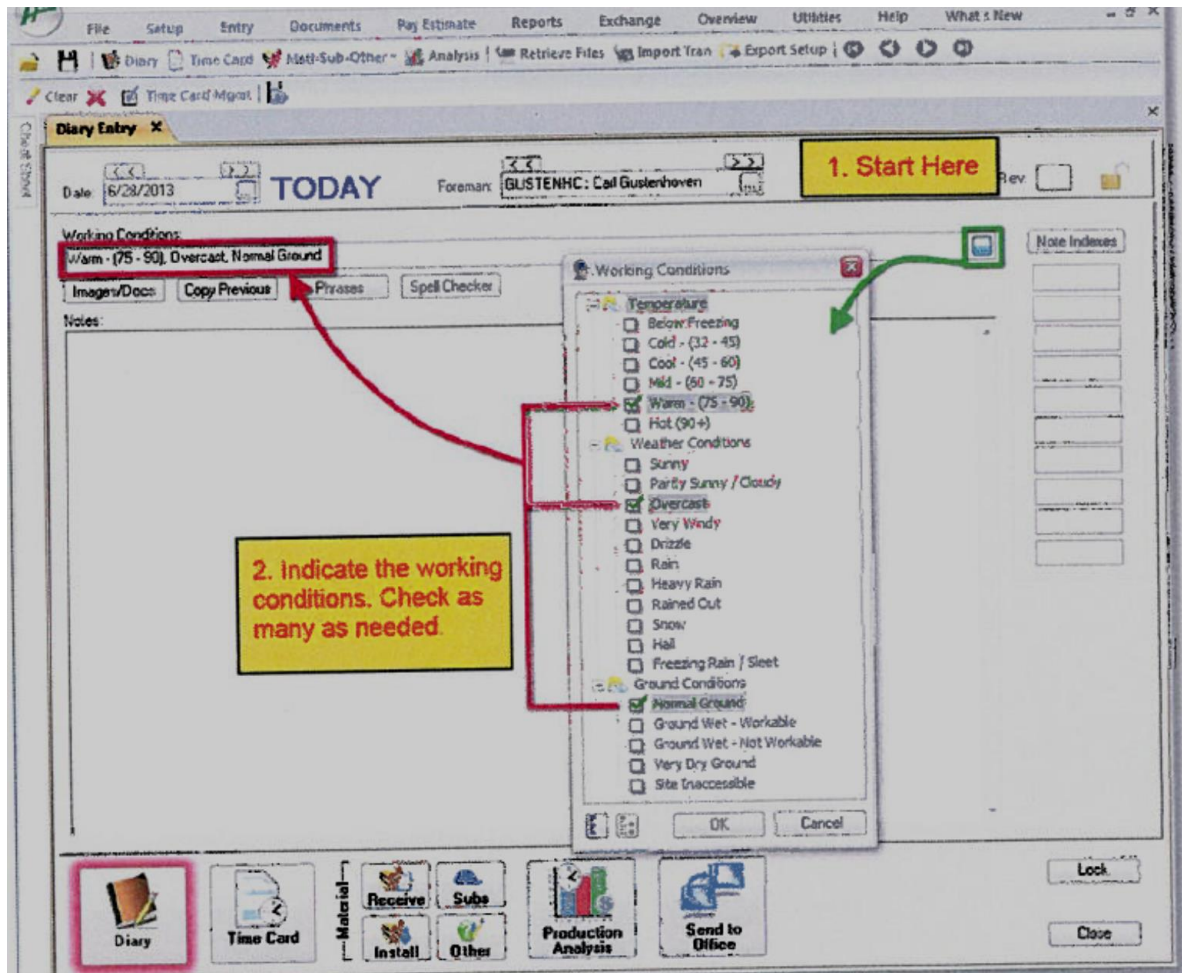 File Setup Entry Documents Pay Estimate Reports Exchange Overview Utilities Help What's New
Diary Time Card Matl-Sub-Other Analysis Retrieve Files Import Tran Export Setup
Clear Time Card Mgmt
Cheat Sheet
Diary Entry
Date: 6/28/2013 TODAY Foreman: GUSTENHC: Carl Gustenhoven 1. Start Here Rev
Working Conditions:
Warm - (75 - 90), Overcast, Normal Ground
Note Indexes
Images/Docs Copy Previous Phrases Spell Checker
Notes:
Working Conditions
Temperature
Below Freezing
Cold - (32 - 45)
Cool - (45 - 60)
Mild - (60 - 75)
Warm - (75 - 90)
Hot (90+)
Weather Conditions
Sunny
Partly Sunny / Cloudy
Overcast
Very Windy
Drizzle
Rain
Heavy Rain
Rained Out
Snow
Hail
Freezing Rain / Sleet
Ground Conditions
Normal Ground
Ground Wet - Workable
Ground Wet - Not Workable
Very Dry Ground
Site Inaccessible
OK Cancel
2. Indicate the working
conditions. Check as
many as needed.
Diary
Time Card
Material
Receive Subs
Install Other
Production
Analysis
Send to
Office
Lock
Close